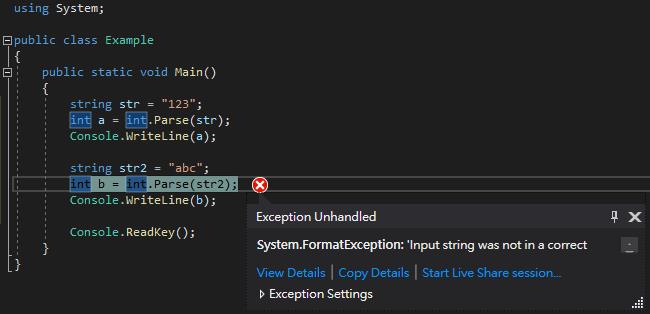 using System;
public class Example
{
public static void Main()
{
string str = "123";
int a = int.Parse(str);
Console.WriteLine(a);
string str2 = "abc";
int b = int.Parse(str2);
Console.WriteLine(b);
Console.ReadKey();
}
}
Exception Unhandled
System.FormatException: 'Input string was not in a correct
View Details | Copy Details | Start Live Share session...
Exception Settings